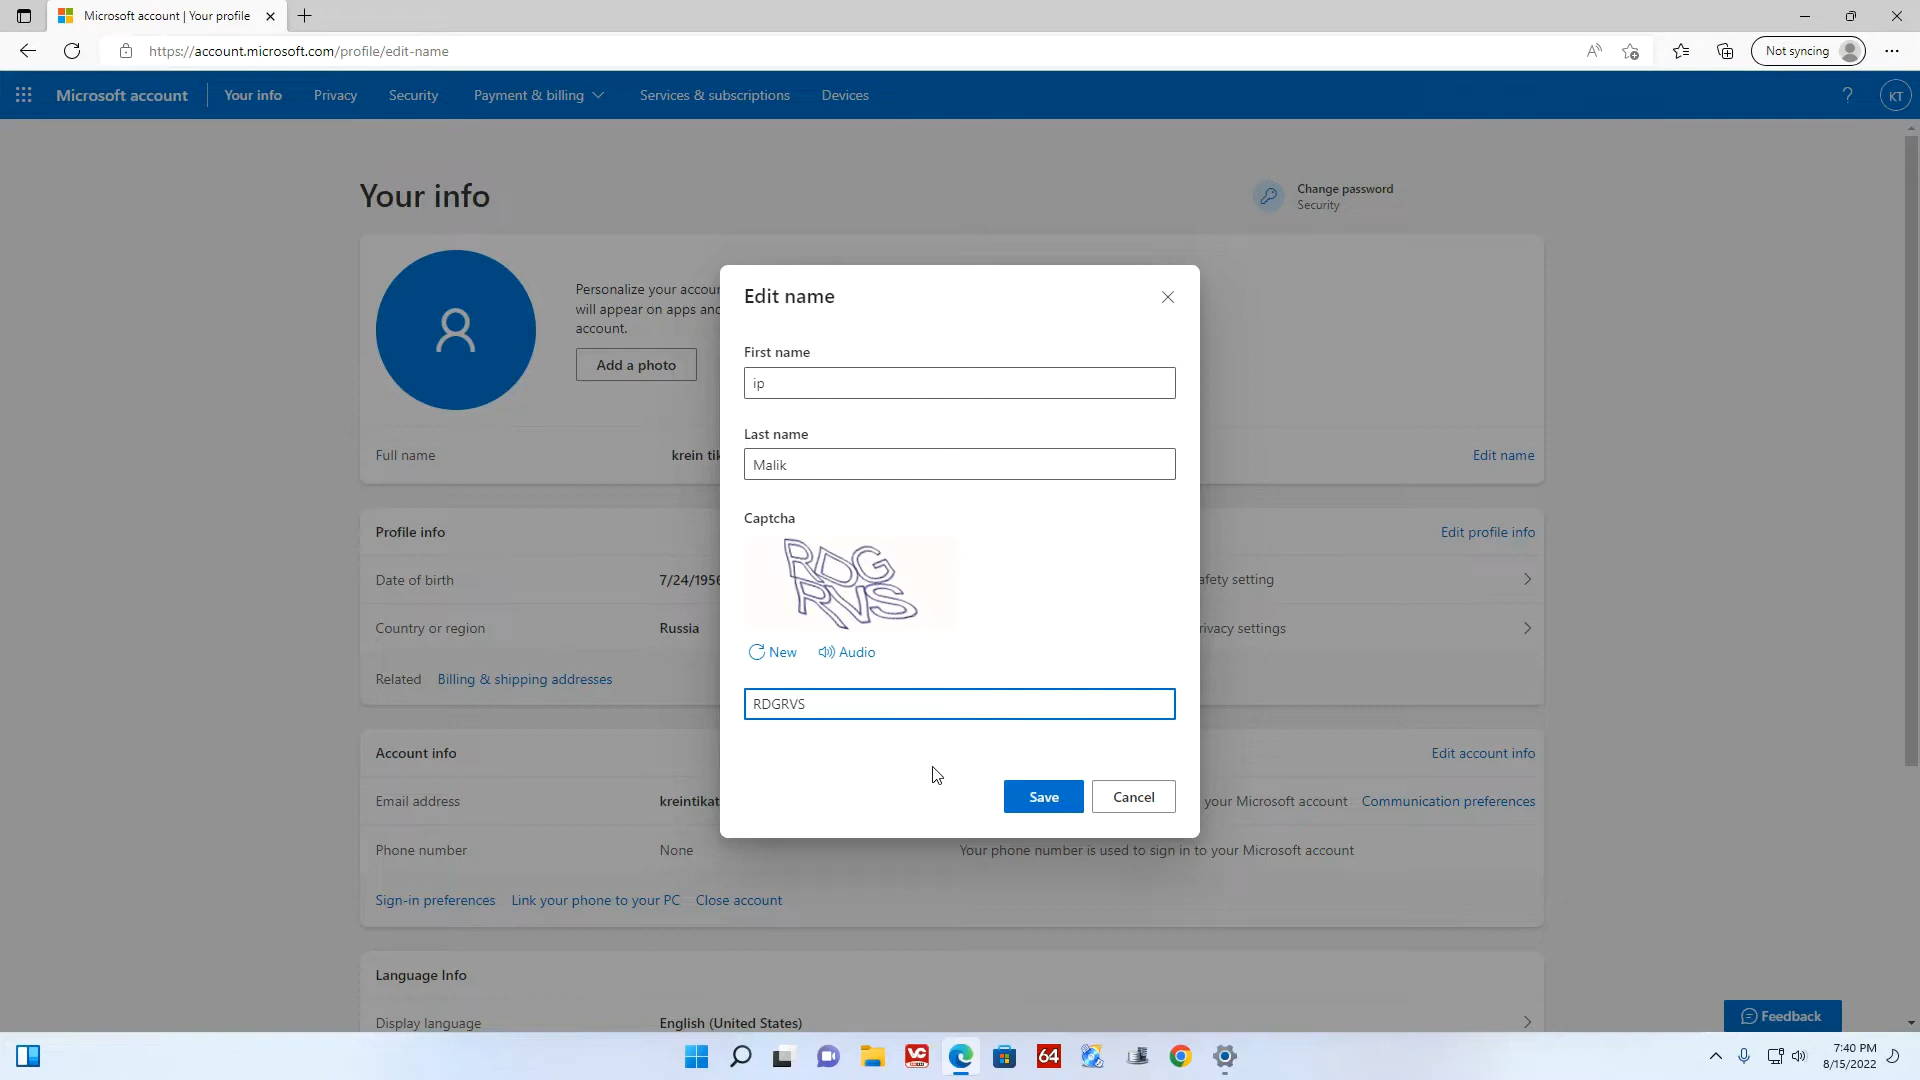 Microsoft account | Your profile
https://account.microsoft.com/profile/edit-name
Not syncing
Microsoft account
Your info
Privacy
Security
Payment & billing
Services & subscriptions
Devices
?
KT
Your info
Change password
Security
Personalize your accou
will appear on apps and
account.
Add a photo
Full name
krein tik
Edit name
Profile info
Edit profile info
Date of birth
7/24/1956
afety setting
Country or region
Russia
rivacy settings
Related
Billing & shipping addresses
Account info
Edit account info
Email address
kreintikat
your Microsoft account
Communication preferences
Phone number
None
Your phone number is used to sign in to your Microsoft account
Sign-in preferences
Link your phone to your PC
Close account
Language Info
Display language
English (United States)
Feedback
Edit name
First name
ip
Last name
Malik
Captcha
RDG
RVS
New
Audio
RDGRVS
Save
Cancel
VC
64
7:40 PM
8/15/2022